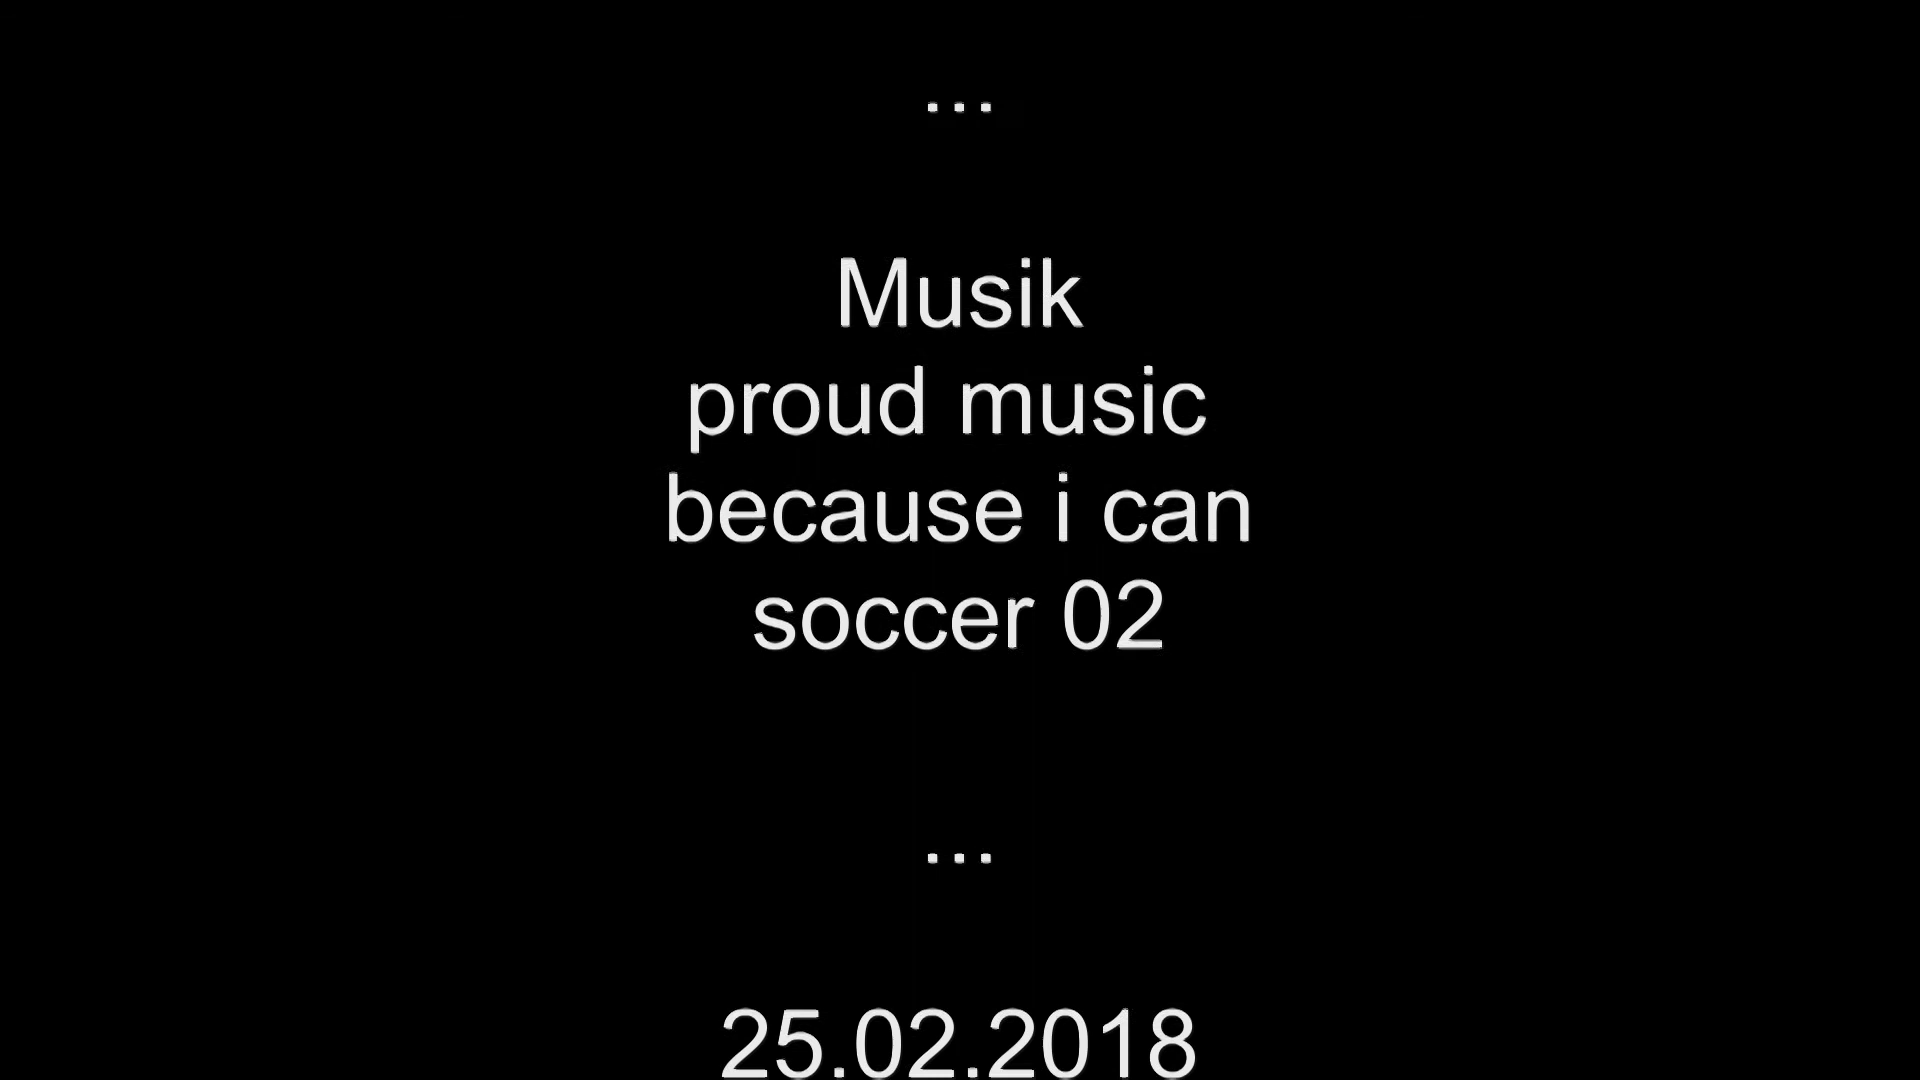 ...
Musik
proud music
because i can
soccer 02
...
25.02.2018